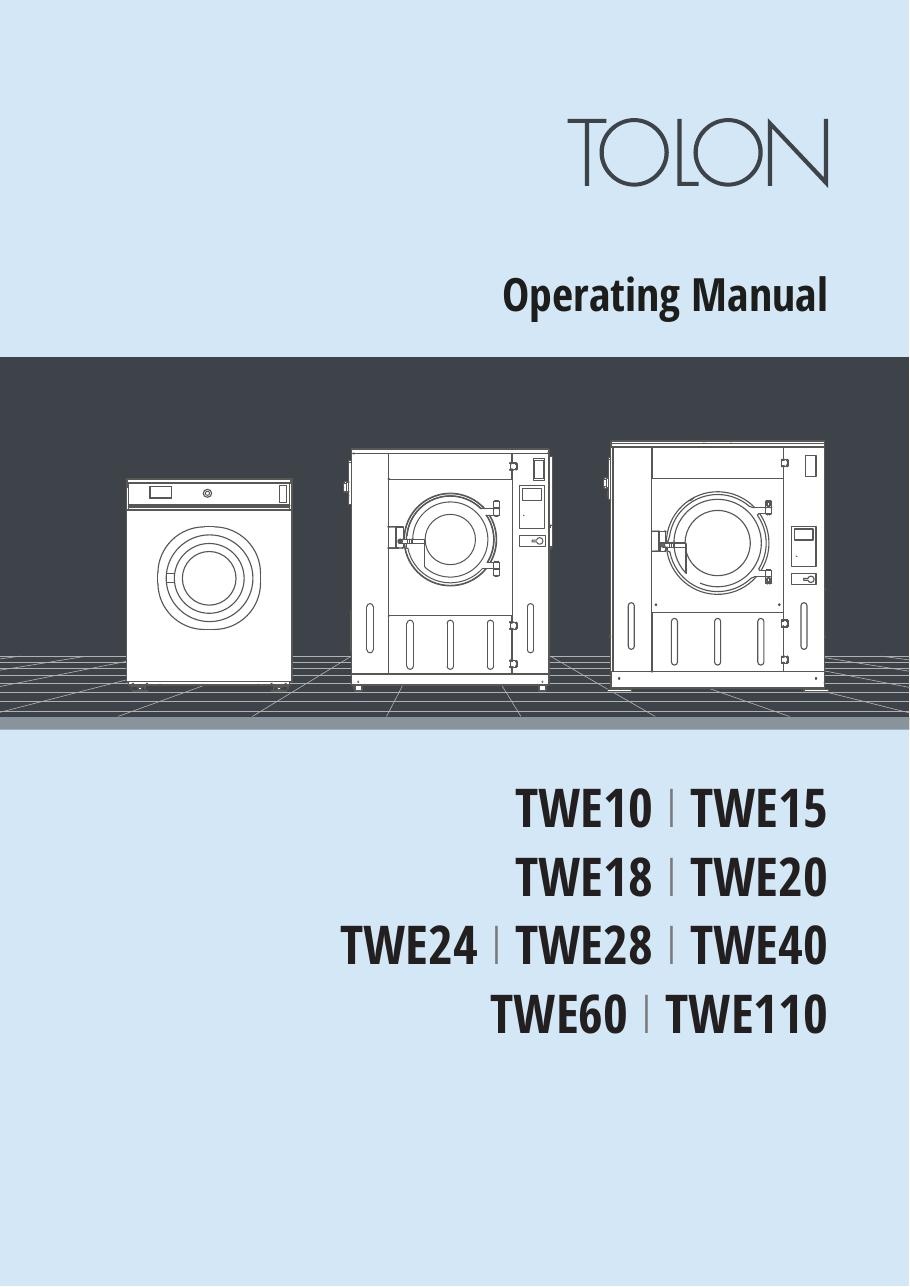 TOLON
Operating Manual
TWE10 | TWE15
TWE18 | TWE20
TWE24 | TWE28 | TWE40
TWE60 | TWE110